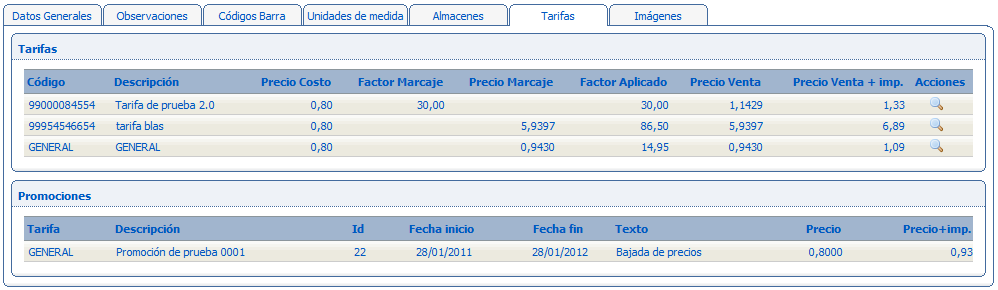 Datos Generales Observaciones Códigos Barra Unidades de medida Almacenes Tarifas Imágenes
Tarifas
Código Descripción Precio Costo Factor Marcaje Precio Marcaje Factor Aplicado Precio Venta Precio Venta + imp. Acciones
99000084554 Tarifa de prueba 2.0 0,80 30,00 30,00 1,1429 1,33
99954546654 tarifa blas 0,80 5,9397 86,50 5,9397 6,89
GENERAL GENERAL 0,80 0,9430 14,95 0,9430 1,09
Promociones
Tarifa Descripción Id Fecha inicio Fecha fin Texto Precio Precio+imp.
GENERAL Promoción de prueba 0001 22 28/01/2011 28/01/2012 Bajada de precios 0,8000 0,93